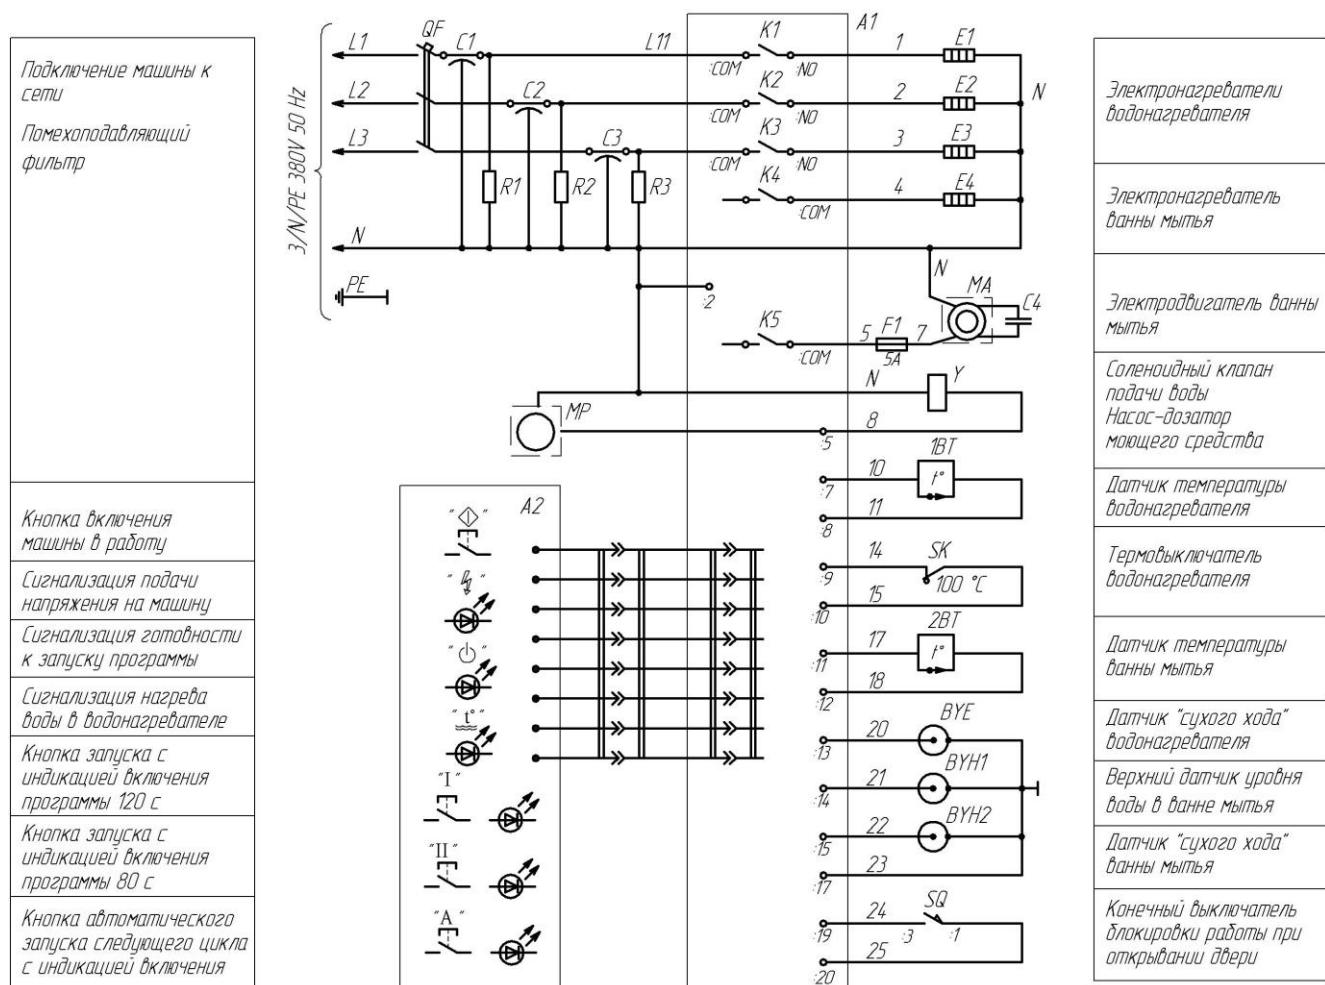 Подключение машины к
сети
Помехоподавляющий
фильтр
Кнопка включения
машины в работу
Сигнализация подачи
напряжения на машину
Сигнализация готовности
к запуску программы
Сигнализация нагрева
воды в водонагревателе
Кнопка запуска с
индикацией включения
программы 120 с
Кнопка запуска с
индикацией включения
программы 80 с
Кнопка автоматического
запуска следующего цикла
с индикацией включения
3/N/PE 380V 50 Hz
L1
QF
C1
L11
K1
A1
1
E1
:COM
:NO
L2
C2
K2
2
E2
N
:COM
:NO
L3
C3
K3
3
E3
:COM
:NO
R1
R2
R3
K4
4
E4
:COM
N
N
PE
:2
MA
C4
K5
5
F1
7
:COM
5A
N
Y
MP
8
:5
1BT
10
t°
:7
11
:8
A2
14
SK
:9
100 °C
15
:10
2BT
17
t°
:11
18
:12
BYE
20
:13
BYH1
21
:14
BYH2
22
:15
23
:17
SQ
24
:19
:3
:1
25
:20
" t° "
"I"
"II"
"A"
Электронагреватели
водонагревателя
Электронагреватель
ванны мытья
Электродвигатель ванны
мытья
Соленоидный клапан
подачи воды
Насос-дозатор
моющего средства
Датчик температуры
водонагревателя
Термовыключатель
водонагревателя
Датчик температуры
ванны мытья
Датчик "сухого хода"
водонагревателя
Верхний датчик уровня
воды в ванне мытья
Датчик "сухого хода"
ванны мытья
Конечный выключатель
блокировки работы при
открывании двери